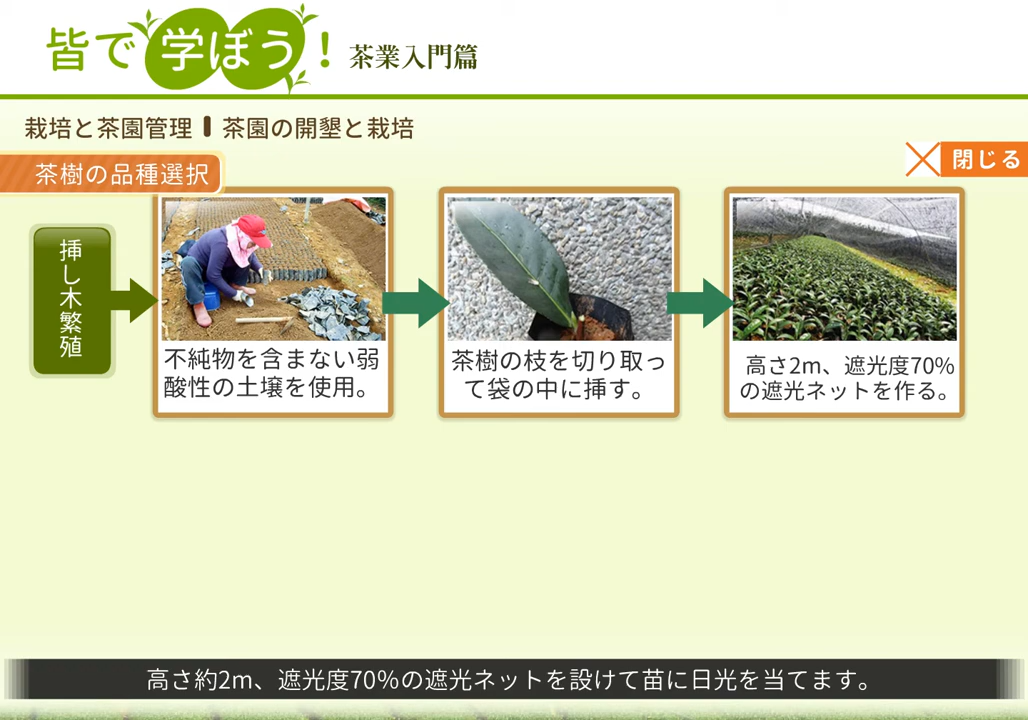 皆で学ぼう！ 茶業入門篇
栽培と茶園管理 | 茶園の開墾と栽培
閉じる
茶樹の品種選択
挿し木繁殖
不純物を含まない弱
酸性の土壌を使用。
茶樹の枝を切り取っ
て袋の中に挿す。
高さ2m、遮光度70%
の遮光ネットを作る。
高さ約2m、遮光度70%の遮光ネットを設けて苗に日光を当てます。